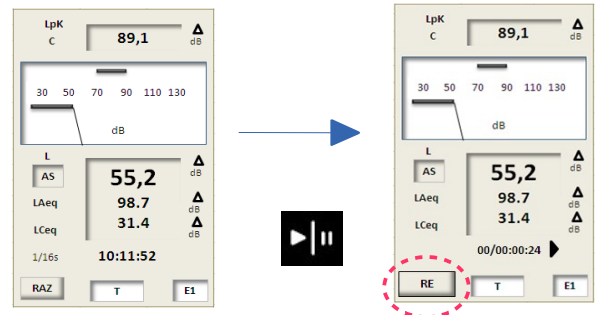 LpK
C
89,1
dB
30 50 70 90 110 130
dB
L
AS
55,2
dB
LAeq
98.7
dB
LCeq
31.4
dB
1/16s
10:11:52
RAZ
T
E1
LpK
C
89,1
dB
30 50 70 90 110 130
dB
L
AS
55,2
dB
LAeq
98.7
dB
LCeq
31.4
dB
00/00:00:24
RE
T
E1